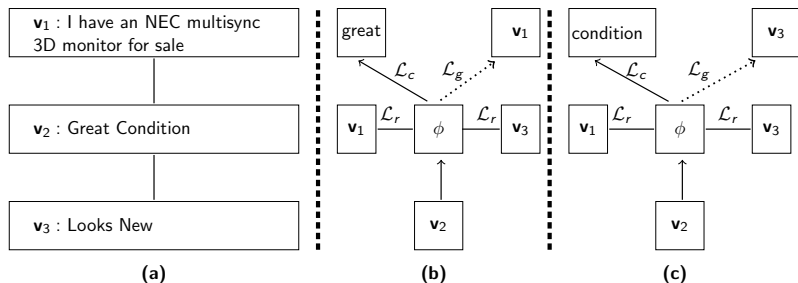 v₁ : I have an NEC multisync
3D monitor for sale
v₂ : Great Condition
v₃ : Looks New
(a)
great
v₁
ℒc
ℒg
v₁
ℒr
ϕ
ℒr
v₃
v₂
(b)
condition
v₃
ℒc
ℒg
v₁
ℒr
ϕ
ℒr
v₃
v₂
(c)